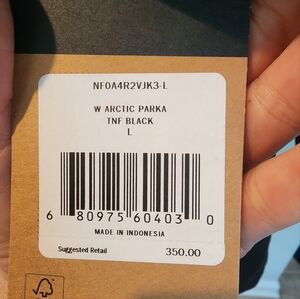 NF0A4R2VJK3-L
W ARCTIC PARKA
TNF BLACK
L
6 80975 60403 0
MADE IN INDONESIA
Suggested Retail 350.00